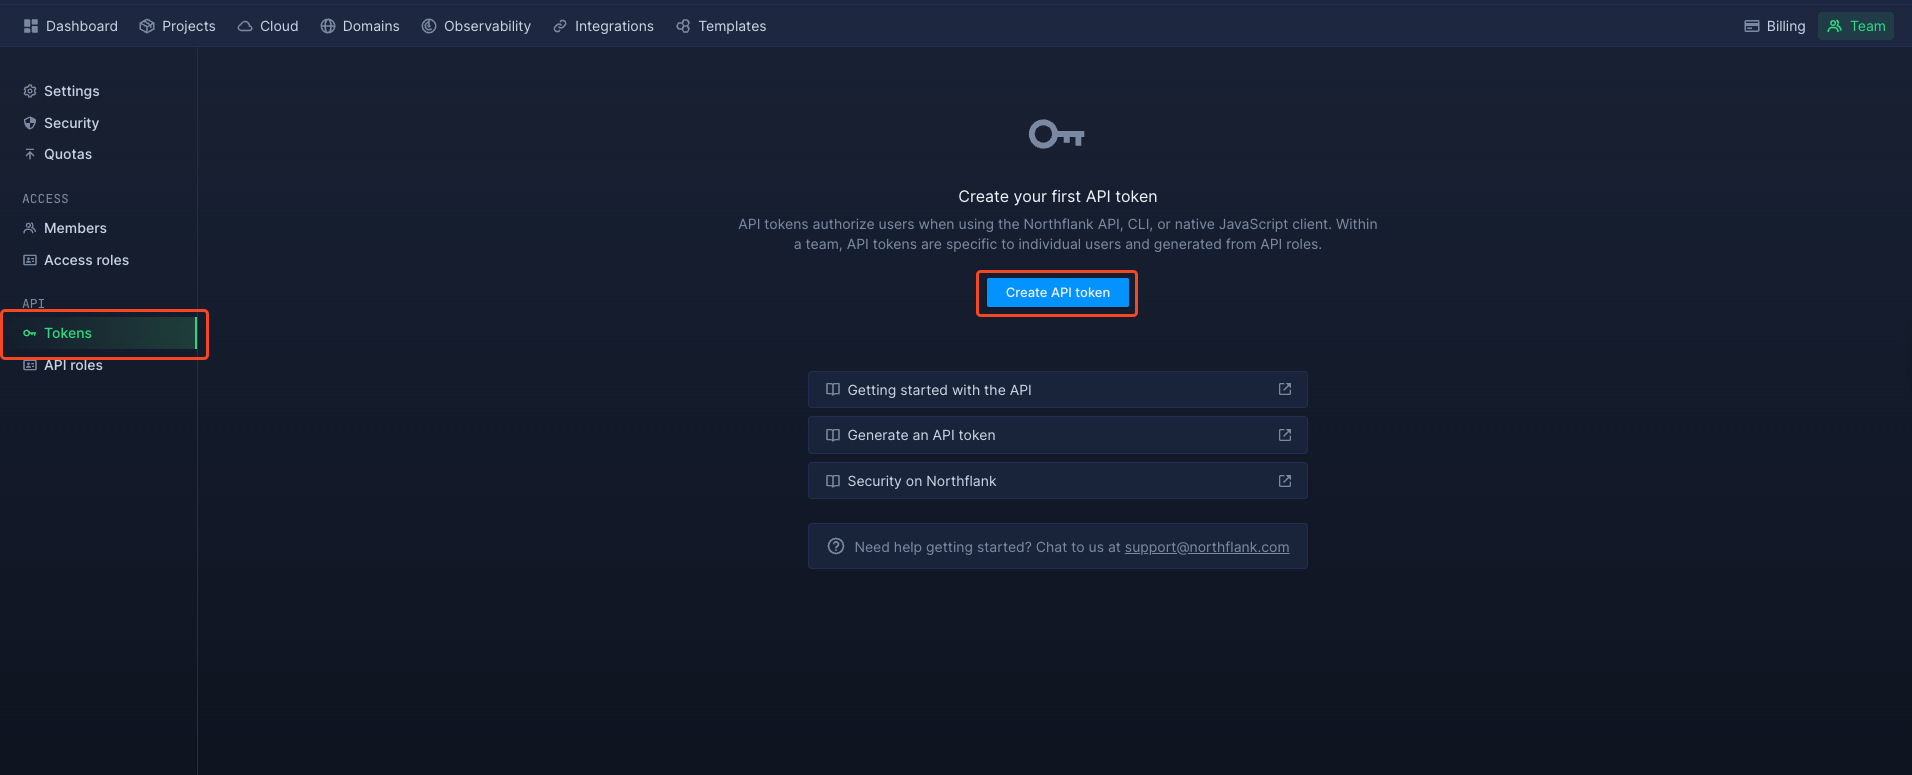 Dashboard Projects Cloud Domains Observability Integrations Templates Billing Team
Settings
Security
Quotas
ACCESS
Members
Access roles
API
Tokens
API roles
Create your first API token
API tokens authorize users when using the Northflank API, CLI, or native JavaScript client. Within
a team, API tokens are specific to individual users and generated from API roles.
Create API token
Getting started with the API
Generate an API token
Security on Northflank
Need help getting started? Chat to us at support@northflank.com